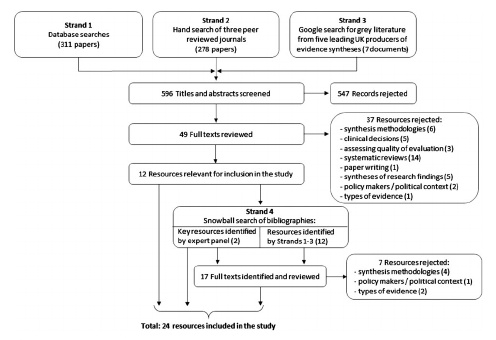 Strand 1
Database searches
(311 papers)
Strand 2
Hand search of three peer
reviewed journals
(278 papers)
Strand 3
Google search for grey literature
from five leading UK producers of
evidence syntheses (7 documents)
596 Titles and abstracts screened
547 Records rejected
49 Full texts reviewed
37 Resources rejected:
- synthesis methodologies (6)
- clinical decisions (5)
- assessing quality of evaluation (3)
- systematic reviews (14)
- paper writing (1)
- syntheses of research findings (5)
- policy makers / political context (2)
- types of evidence (1)
12 Resources relevant for inclusion in the study
Strand 4
Snowball search of bibliographies:
Key resources identified
by expert panel (2)
Resources identified
by Strands 1-3 (12)
17 Full texts identified and reviewed
7 Resources rejected:
- synthesis methodologies (4)
- policy makers / political context (1)
- types of evidence (2)
Total: 24 resources included in the study